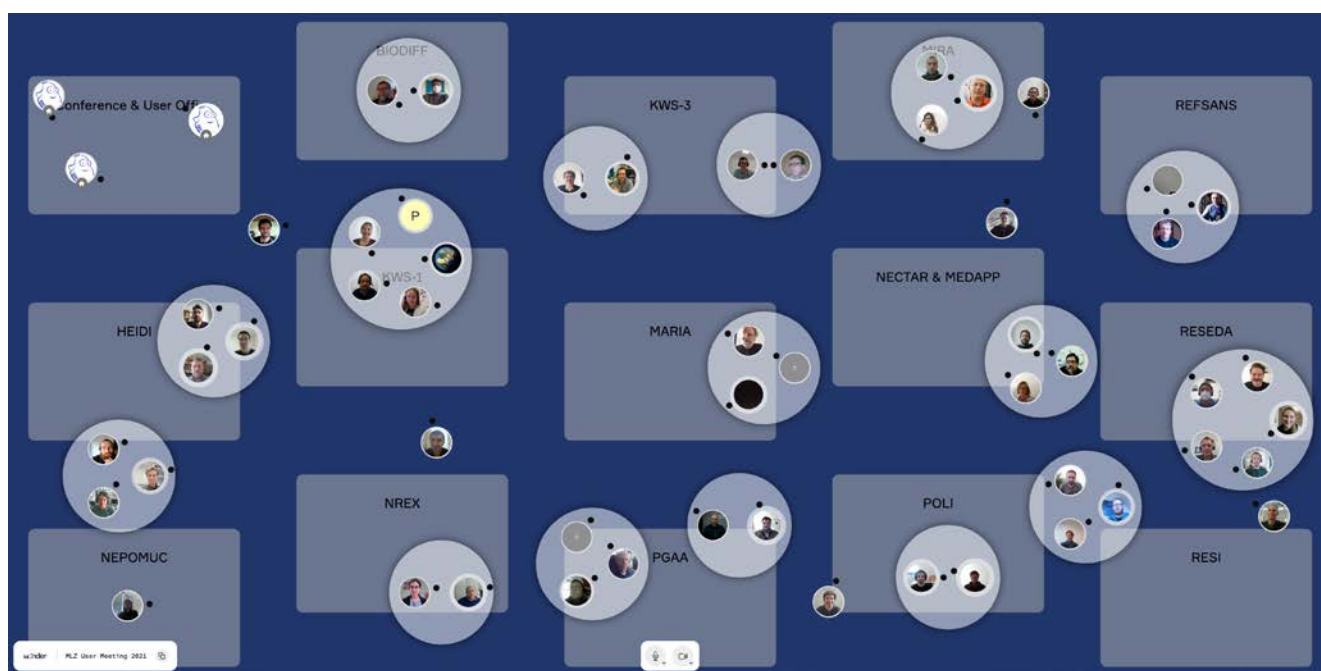 BIODIFF
MIRA
Conference & User Offi
KWS-3
REFSANS
P
KWS-1
NECTAR & MEDAPP
HEIDI
MARIA
RESEDA
NREX
POLI
NEPOMUC
PGAA
RESI
wonder
MLZ User Meeting 2021